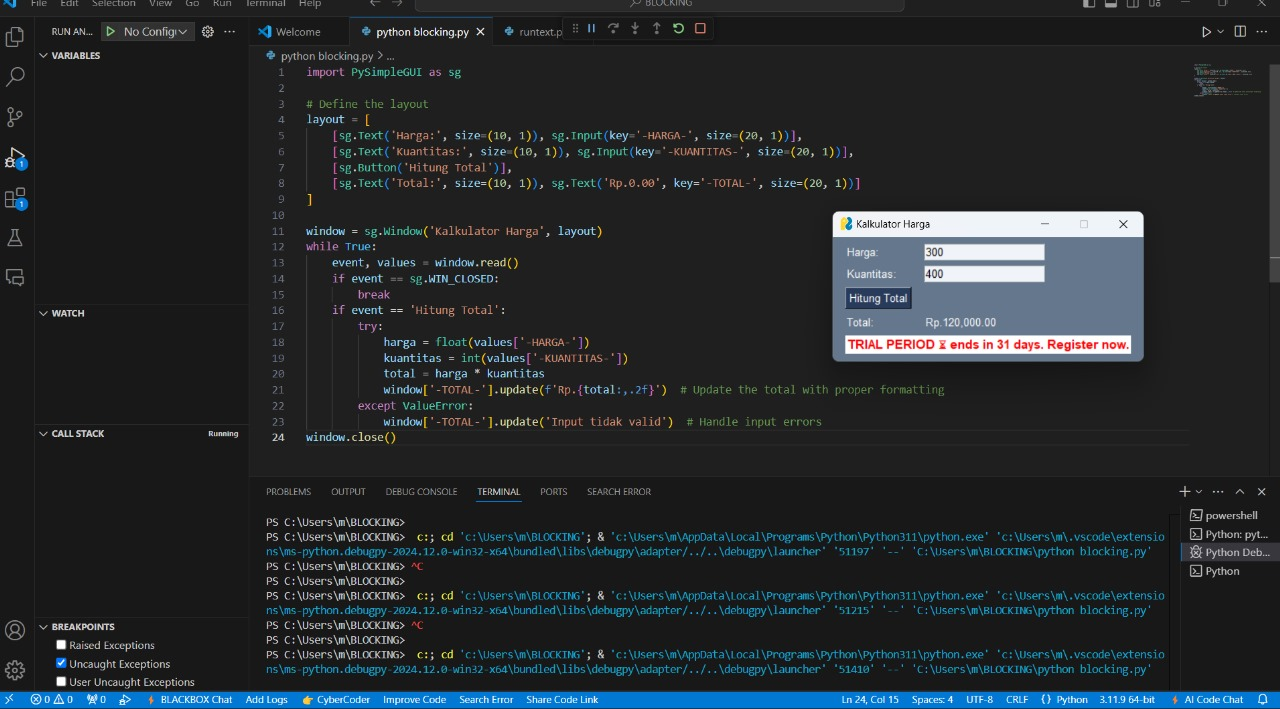 File Edit Selection View Go Run Terminal Help
BLOCKING
RUN AN... No Config
Welcome
python blocking.py
runtext.p
VARIABLES
python blocking.py > ...
1 import PySimpleGUI as sg
2
3 # Define the layout
4 layout = [
5 [sg.Text('Harga:', size=(10, 1)), sg.Input(key='-HARGA-', size=(20, 1))],
6 [sg.Text('Kuantitas:', size=(10, 1)), sg.Input(key='-KUANTITAS-', size=(20, 1))],
7 [sg.Button('Hitung Total')],
8 [sg.Text('Total:', size=(10, 1)), sg.Text('Rp.0.00', key='-TOTAL-', size=(20, 1))]
9 ]
10
11 window = sg.Window('Kalkulator Harga', layout)
12 while True:
13 event, values = window.read()
14 if event == sg.WIN_CLOSED:
15 break
16 if event == 'Hitung Total':
17 try:
18 harga = float(values['-HARGA-'])
19 kuantitas = int(values['-KUANTITAS-'])
20 total = harga * kuantitas
21 window['-TOTAL-'].update(f'Rp.{total:,.2f}') # Update the total with proper formatting
22 except ValueError:
23 window['-TOTAL-'].update('Input tidak valid') # Handle input errors
24 window.close()
Kalkulator Harga
Harga: 300
Kuantitas: 400
Hitung Total
Total: Rp.120,000.00
TRIAL PERIOD ⌛ ends in 31 days. Register now.
WATCH
CALL STACK Running
BREAKPOINTS
Raised Exceptions
Uncaught Exceptions
User Uncaught Exceptions
PROBLEMS OUTPUT DEBUG CONSOLE TERMINAL PORTS SEARCH ERROR
PS C:\Users\m\BLOCKING>
PS C:\Users\m\BLOCKING> c:; cd 'c:\Users\m\BLOCKING'; & 'c:\Users\m\AppData\Local\Programs\Python\Python311\python.exe' 'c:\Users\m\.vscode\extensio
ns\ms-python.debugpy-2024.12.0-win32-x64\bundled\libs\debugpy\adapter/../..\debugpy\launcher' '51197' '--' 'C:\Users\m\BLOCKING\python blocking.py'
PS C:\Users\m\BLOCKING> ^C
PS C:\Users\m\BLOCKING>
PS C:\Users\m\BLOCKING> c:; cd 'c:\Users\m\BLOCKING'; & 'c:\Users\m\AppData\Local\Programs\Python\Python311\python.exe' 'c:\Users\m\.vscode\extensio
ns\ms-python.debugpy-2024.12.0-win32-x64\bundled\libs\debugpy\adapter/../..\debugpy\launcher' '51215' '--' 'C:\Users\m\BLOCKING\python blocking.py'
PS C:\Users\m\BLOCKING> ^C
PS C:\Users\m\BLOCKING>
PS C:\Users\m\BLOCKING> c:; cd 'c:\Users\m\BLOCKING'; & 'c:\Users\m\AppData\Local\Programs\Python\Python311\python.exe' 'c:\Users\m\.vscode\extensio
ns\ms-python.debugpy-2024.12.0-win32-x64\bundled\libs\debugpy\adapter/../..\debugpy\launcher' '51410' '--' 'C:\Users\m\BLOCKING\python blocking.py'
powershell
Python: pyt...
Python Deb...
Python
0 0 0 BLACKBOX Chat Add Logs CyberCoder Improve Code Search Error Share Code Link Ln 24, Col 15 Spaces: 4 UTF-8 CRLF {} Python 3.11.9 64-bit AI Code Chat